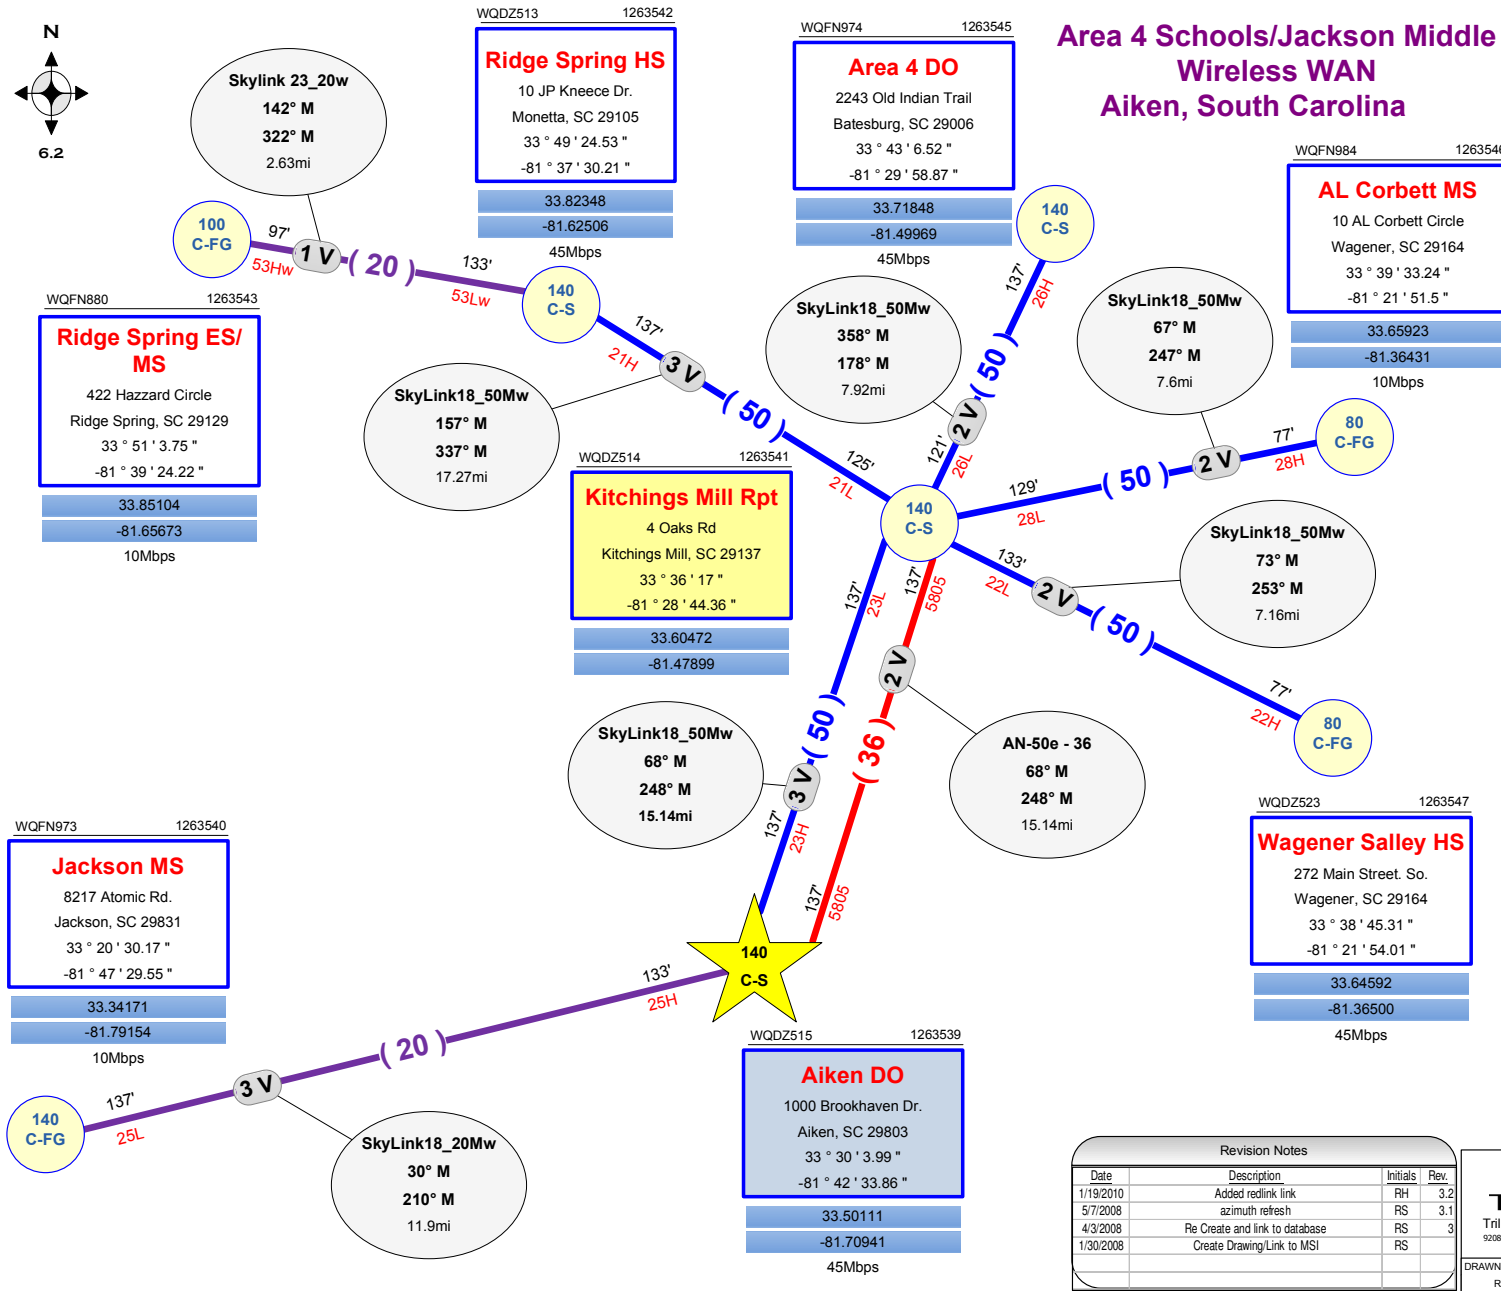 Area 4 Schools/Jackson Middle
Wireless WAN
Aiken, South Carolina
N
6.2
Skylink 23_20w
142° M
322° M
2.63mi
WQDZ513 1263542
Ridge Spring HS
10 JP Kneece Dr.
Monetta, SC 29105
33 ° 49 ' 24.53 "
-81 ° 37 ' 30.21 "
33.82348
-81.62506
45Mbps
WQFN974 1263545
Area 4 DO
2243 Old Indian Trail
Batesburg, SC 29006
33 ° 43 ' 6.52 "
-81 ° 29 ' 58.87 "
33.71848
-81.49969
45Mbps
WQFN984 1263546
AL Corbett MS
10 AL Corbett Circle
Wagener, SC 29164
33 ° 39 ' 33.24 "
-81 ° 21 ' 51.5 "
33.65923
-81.36431
10Mbps
100
C-FG
97'
53Hw
1 V
( 20 )
133'
53Lw
140
C-S
137'
21H
3 V
( 50 )
125'
21L
140
C-S
137'
26H
( 50 )
2 V
121'
26L
SkyLink18_50Mw
358° M
178° M
7.92mi
SkyLink18_50Mw
67° M
247° M
7.6mi
WQFN880 1263543
Ridge Spring ES/
MS
422 Hazzard Circle
Ridge Spring, SC 29129
33 ° 51 ' 3.75 "
-81 ° 39 ' 24.22 "
33.85104
-81.65673
10Mbps
SkyLink18_50Mw
157° M
337° M
17.27mi
WQDZ514 1263541
Kitchings Mill Rpt
4 Oaks Rd
Kitchings Mill, SC 29137
33 ° 36 ' 17 "
-81 ° 28 ' 44.36 "
33.60472
-81.47899
140
C-S
129'
28L
( 50 )
2 V
77'
28H
80
C-FG
133'
22L
2 V
( 50 )
77'
22H
80
C-FG
SkyLink18_50Mw
73° M
253° M
7.16mi
137'
23L
( 50 )
3 V
137'
23H
137'
5805
2 V
( 36 )
137'
5805
SkyLink18_50Mw
68° M
248° M
15.14mi
AN-50e - 36
68° M
248° M
15.14mi
WQDZ523 1263547
Wagener Salley HS
272 Main Street. So.
Wagener, SC 29164
33 ° 38 ' 45.31 "
-81 ° 21 ' 54.01 "
33.64592
-81.36500
45Mbps
WQFN973 1263540
Jackson MS
8217 Atomic Rd.
Jackson, SC 29831
33 ° 20 ' 30.17 "
-81 ° 47 ' 29.55 "
33.34171
-81.79154
10Mbps
140
C-S
133'
25H
( 20 )
3 V
137'
25L
140
C-FG
SkyLink18_20Mw
30° M
210° M
11.9mi
WQDZ515 1263539
Aiken DO
1000 Brookhaven Dr.
Aiken, SC 29803
33 ° 30 ' 3.99 "
-81 ° 42 ' 33.86 "
33.50111
-81.70941
45Mbps
Revision Notes
Date Description Initials Rev.
1/19/2010 Added redlink link RH 3.2
5/7/2008 azimuth refresh RS 3.1
4/3/2008 Re Create and link to database RS 3
1/30/2008 Create Drawing/Link to MSI RS
Tril
9208
DRAWN
R